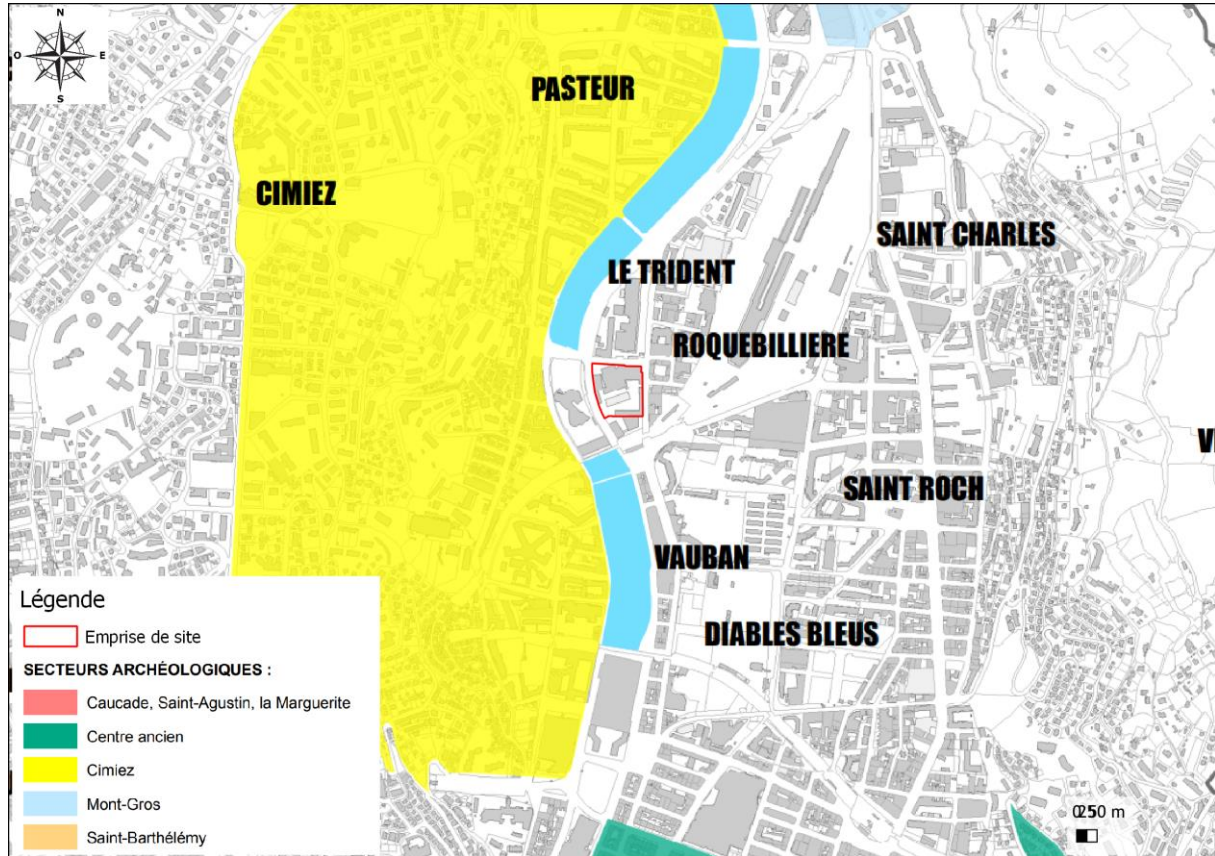 N
O E
S
PASTEUR
CIMIEZ
SAINT CHARLES
LE TRIDENT
ROQUEBILLIERE
SAINT ROCH
VAUBAN
DIABLES BLEUS
Légende
Emprise de site
SECTEURS ARCHÉOLOGIQUES :
Caucade, Saint-Agustin, la Marguerite
Centre ancien
Cimiez
Mont-Gros
Saint-Barthélémy